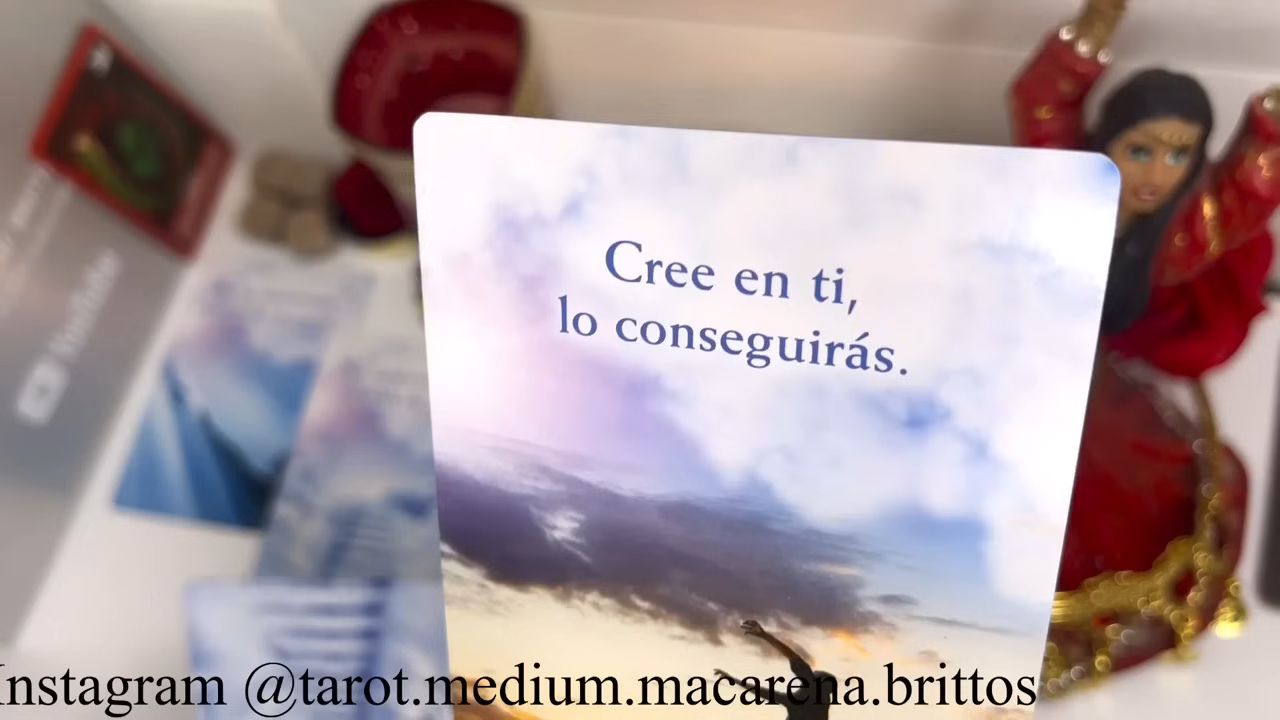 Cree en ti,
lo conseguirás.
Instagram @tarot.medium.macarena.brittos